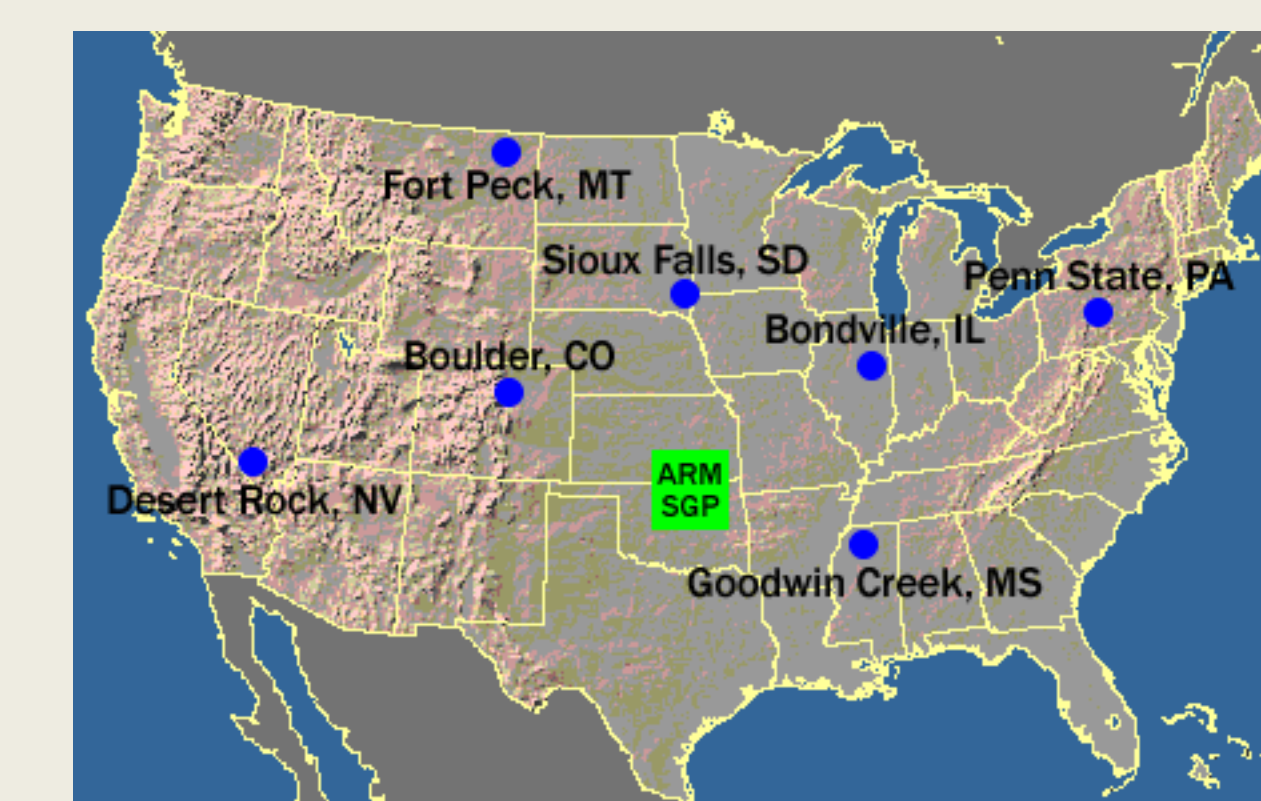 Fort Peck, MT
Sioux Falls, SD
Penn State, PA
Bondville, IL
Boulder, CO
ARM
SGP
Desert Rock, NV
Goodwin Creek, MS